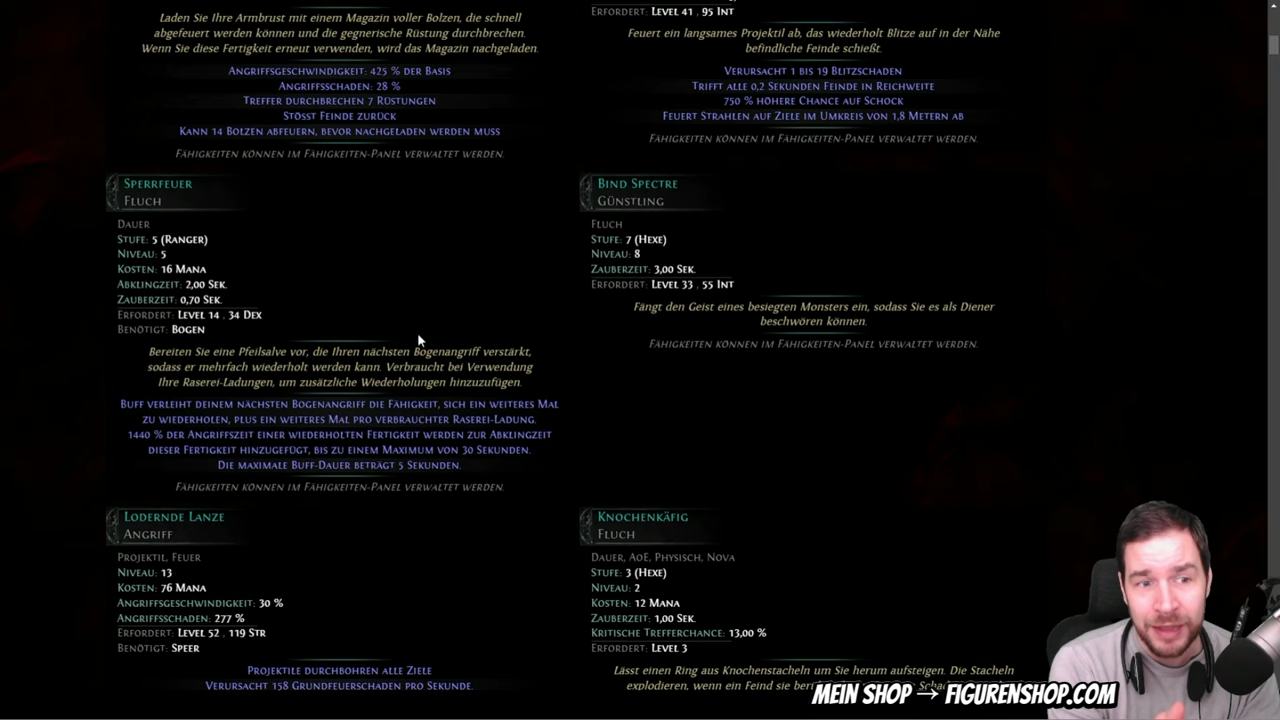 Laden Sie Ihre Armbrust mit einem Magazin voller Bolzen, die schnell
abgefeuert werden können und die gegnerische Rüstung durchbrechen.
Wenn Sie diese Fertigkeit erneut verwenden, wird das Magazin nachgeladen.
Angriffsgeschwindigkeit: 425 % der Basis
Angriffsschaden: 28 %
Treffer durchbrechen 7 Rüstungen
Stößt Feinde zurück
Kann 14 Bolzen abfeuern, bevor nachgeladen werden muss
Fähigkeiten können im Fähigkeiten-Panel verwaltet werden.
Erfordert: Level 41 , 95 Int
Feuert ein langsames Projektil ab, das wiederholt Blitze auf in der Nähe
befindliche Feinde schießt.
Verursacht 1 bis 19 Blitzschaden
Trifft alle 0,2 Sekunden Feinde in Reichweite
750 % höhere Chance auf Schock
Feuert Strahlen auf Ziele im Umkreis von 1,8 Metern ab
Fähigkeiten können im Fähigkeiten-Panel verwaltet werden.
Sperrfeuer
Fluch
Dauer
Stufe: 5 (Ranger)
Niveau: 5
Kosten: 16 Mana
Abklingzeit: 2,00 Sek.
Zauberzeit: 0,70 Sek.
Erfordert: Level 14 , 34 Dex
Benötigt: Bogen
Bereiten Sie eine Pfeilsalve vor, die Ihren nächsten Bogenangriff verstärkt,
sodass er mehrfach wiederholt werden kann. Verbraucht bei Verwendung
Ihre Raserei-Ladungen, um zusätzliche Wiederholungen hinzuzufügen.
Buff verleiht deinem nächsten Bogenangriff die Fähigkeit, sich ein weiteres Mal
zu wiederholen, plus ein weiteres Mal pro verbrauchter Raserei-Ladung.
1440 % der Angriffszeit einer wiederholten Fertigkeit werden zur Abklingzeit
dieser Fertigkeit hinzugefügt, bis zu einem Maximum von 30 Sekunden.
Die maximale Buff-Dauer beträgt 5 Sekunden.
Fähigkeiten können im Fähigkeiten-Panel verwaltet werden.
Bind Spectre
Günstling
Fluch
Stufe: 7 (Hexe)
Niveau: 8
Zauberzeit: 3,00 Sek.
Erfordert: Level 33 , 55 Int
Fängt den Geist eines besiegten Monsters ein, sodass Sie es als Diener
beschwören können.
Fähigkeiten können im Fähigkeiten-Panel verwaltet werden.
Lodernde Lanze
Angriff
Projektil, Feuer
Niveau: 13
Kosten: 76 Mana
Angriffsgeschwindigkeit: 30 %
Angriffsschaden: 277 %
Erfordert: Level 52 , 119 Str
Benötigt: Speer
Projektile durchbohren alle Ziele
Verursacht 158 Grundfeuerschaden pro Sekunde.
Knochenkäfig
Fluch
Dauer, AoE, Physisch, Nova
Stufe: 3 (Hexe)
Niveau: 2
Kosten: 12 Mana
Zauberzeit: 1,00 Sek.
Kritische Trefferchance: 13,00 %
Erfordert: Level 3
Lässt einen Ring aus Knochenstacheln um Sie herum aufsteigen. Die Stacheln
explodieren, wenn ein Feind sie
MEIN SHOP → FIGURENSHOP.COM